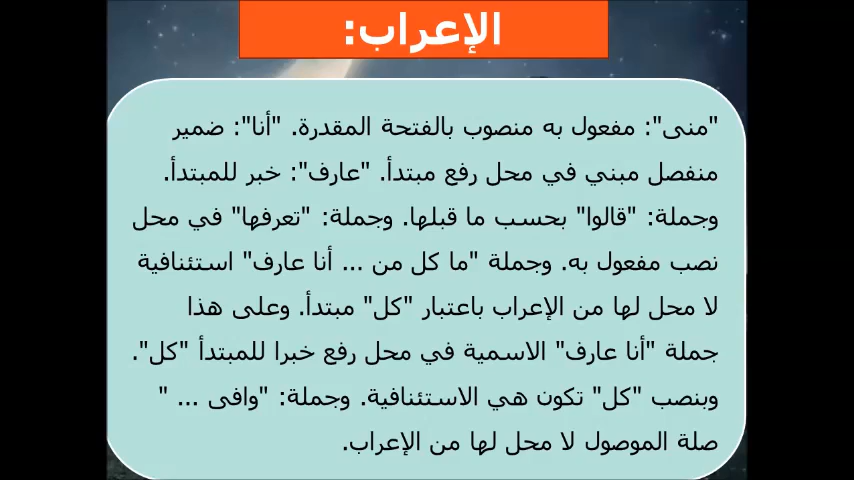 الإعراب:
"منى": مفعول به منصوب بالفتحة المقدرة. "أنا": ضمير
منفصل مبني في محل رفع مبتدأ. "عارف": خبر للمبتدأ.
وجملة: "قالوا" بحسب ما قبلها. وجملة: "تعرفها" في محل
نصب مفعول به. وجملة "ما كل من ... أنا عارف" استئنافية
لا محل لها من الإعراب باعتبار "كل" مبتدأ. وعلى هذا
جملة "أنا عارف" الاسمية في محل رفع خبرا للمبتدأ "كل".
وبنصب "كل" تكون هي الاستئنافية. وجملة: "وافى ... "
صلة الموصول لا محل لها من الإعراب.